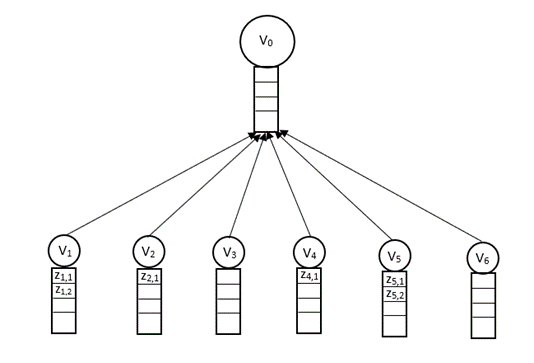 V₀
V₁ V₂ V₃ V₄ V₅ V₆
z₁,₁ z₂,₁ z₄,₁ z₅,₁
z₁,₂ z₅,₂